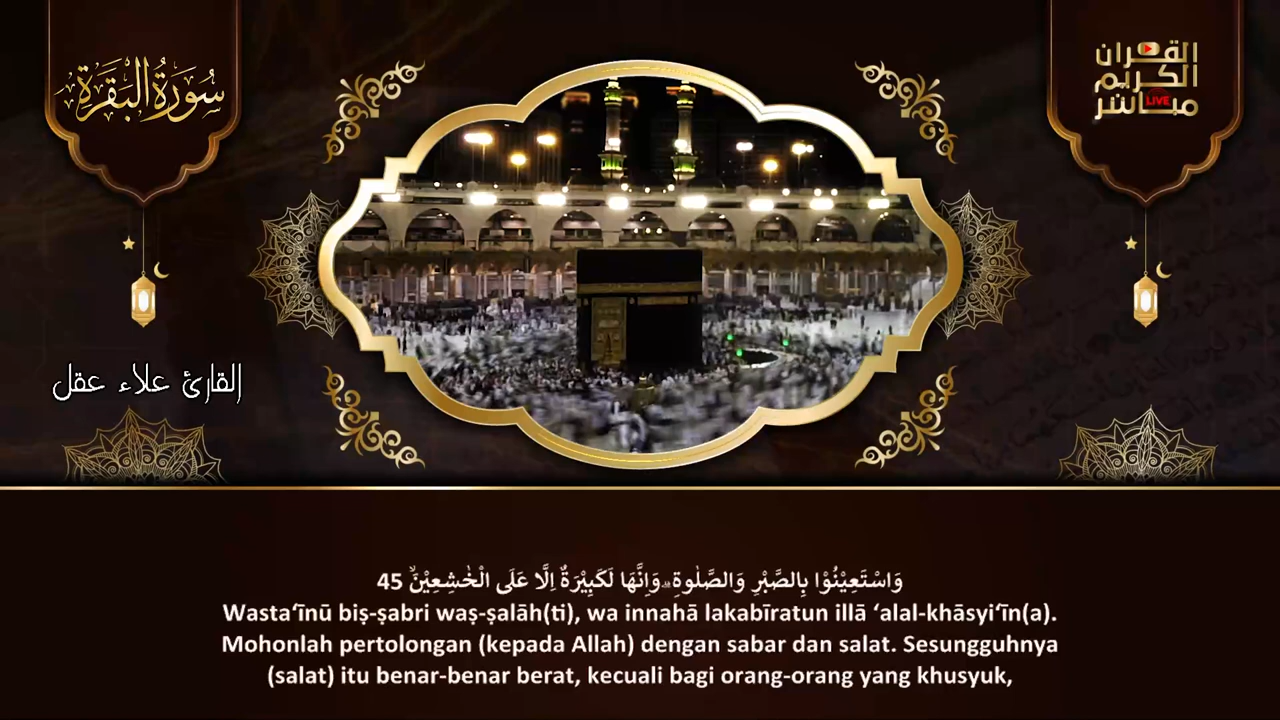 سُورَةُ البَقَرَةِ
القرآن
الكريم
مباشر
LIVE
القارئ علاء عقل
وَاسْتَعِيْنُوْا بِالصَّبْرِ وَالصَّلٰوةِ ۗ وَاِنَّهَا لَكَبِيْرَةٌ اِلَّا عَلَى الْخٰشِعِيْنَۙ 45
Wasta‘īnū biṣ-ṣabri waṣ-ṣalāh(ti), wa innahā lakabīratun illā ‘alal-khāsyi‘īn(a).
Mohonlah pertolongan (kepada Allah) dengan sabar dan salat. Sesungguhnya
(salat) itu benar-benar berat, kecuali bagi orang-orang yang khusyuk,